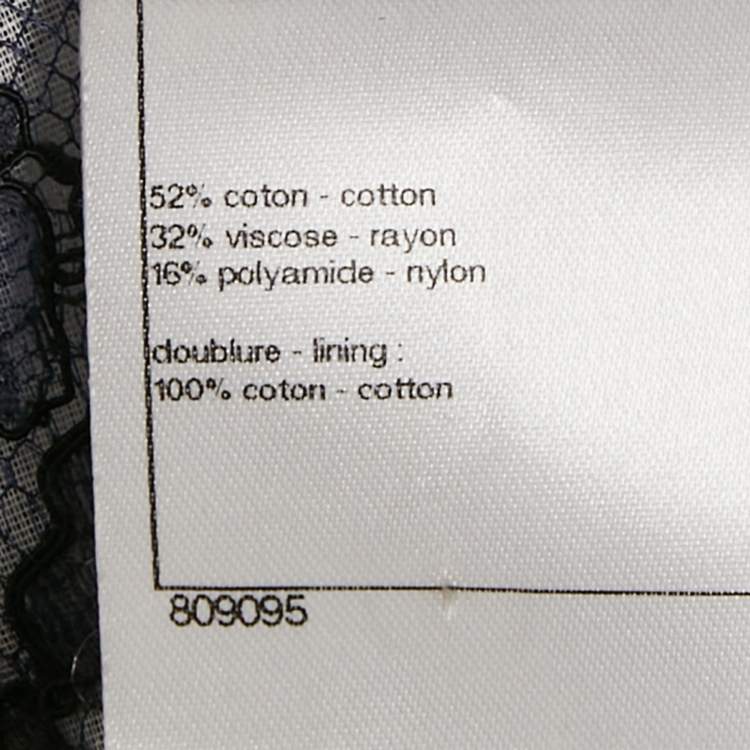 52% coton - cotton
32% viscose - rayon
16% polyamide - nylon
doublure - lining :
100% coton - cotton
809095